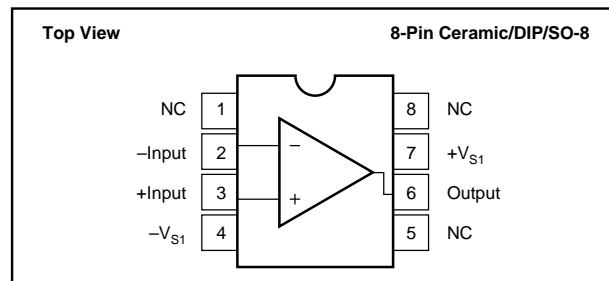 Top View 8-Pin Ceramic/DIP/SO-8
NC 1 8 NC
–Input 2 – 7 +VS1
+Input 3 + 6 Output
–VS1 4 5 NC